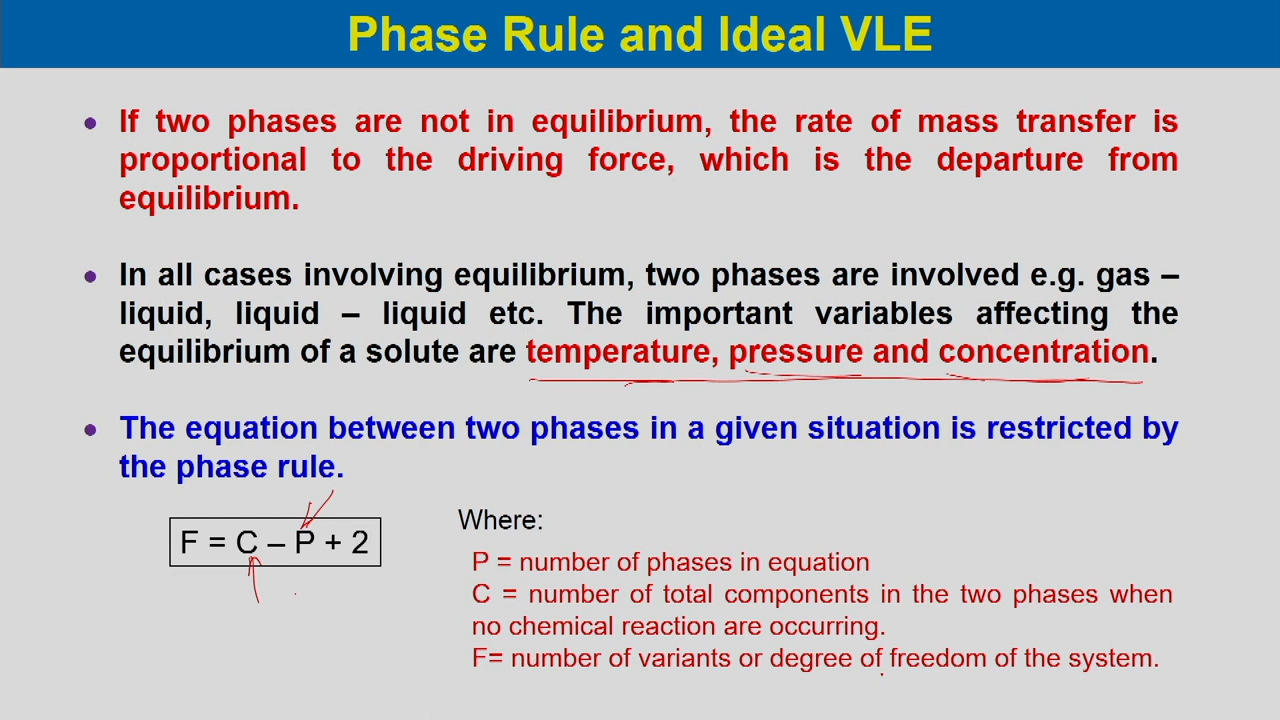 Phase Rule and Ideal VLE
• If two phases are not in equilibrium, the rate of mass transfer is
proportional to the driving force, which is the departure from
equilibrium.
• In all cases involving equilibrium, two phases are involved e.g. gas –
liquid, liquid – liquid etc. The important variables affecting the
equilibrium of a solute are temperature, pressure and concentration.
• The equation between two phases in a given situation is restricted by
the phase rule.
F = C – P + 2
Where:
P = number of phases in equation
C = number of total components in the two phases when
no chemical reaction are occurring.
F= number of variants or degree of freedom of the system.